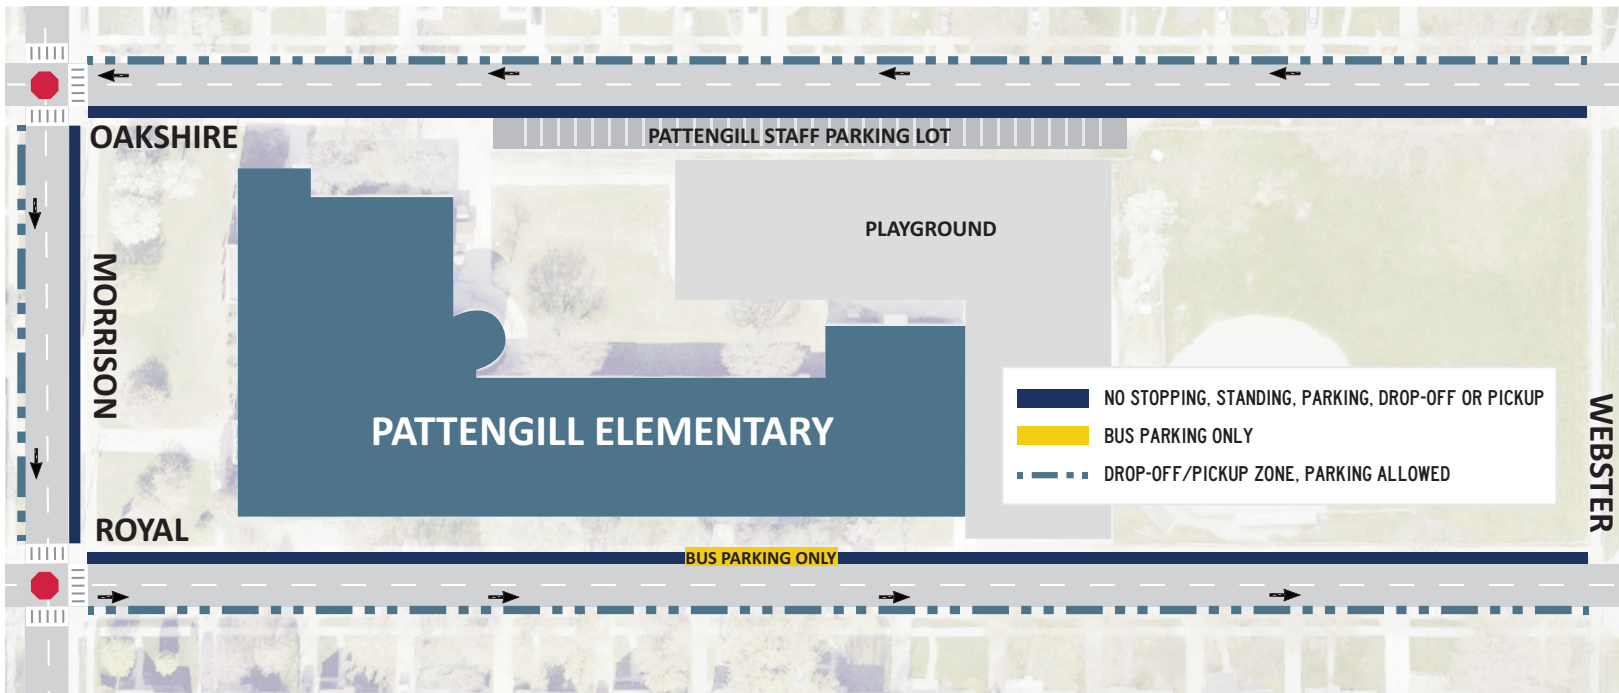 OAKSHIRE
PATTENGILL STAFF PARKING LOT
PLAYGROUND
MORRISON
PATTENGILL ELEMENTARY
NO STOPPING, STANDING, PARKING, DROP-OFF OR PICKUP
BUS PARKING ONLY
DROP-OFF/PICKUP ZONE, PARKING ALLOWED
WEBSTER
ROYAL
BUS PARKING ONLY